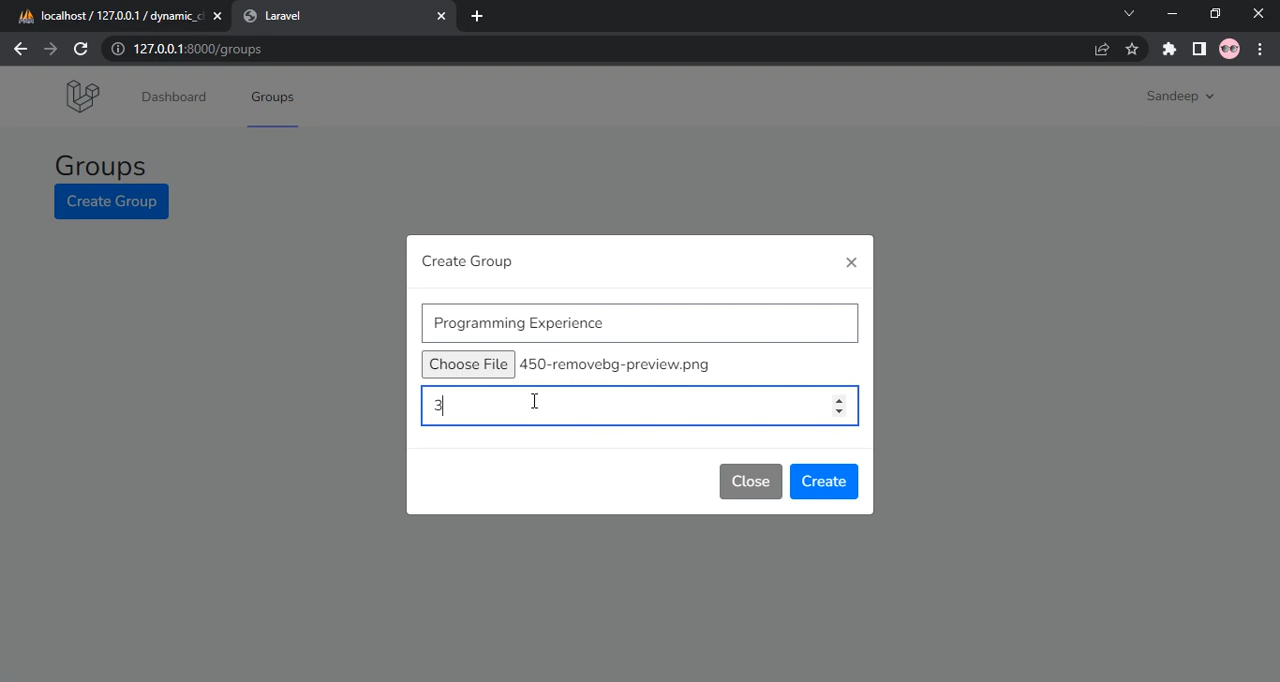 localhost / 127.0.0.1 / dynamic_c
Laravel
127.0.0.1:8000/groups
Dashboard
Groups
Sandeep
Groups
Create Group
Create Group
Programming Experience
Choose File 450-removebg-preview.png
3
Close
Create